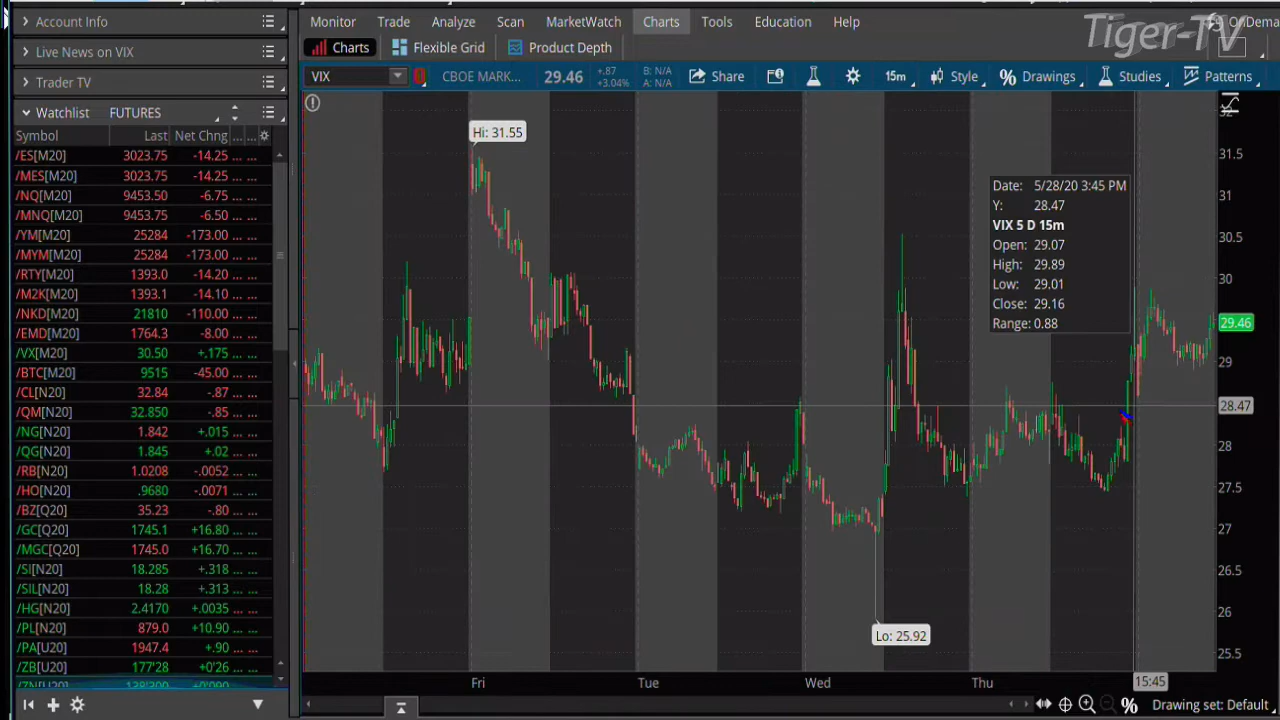 Account Info
Live News on VIX
Trader TV
Watchlist FUTURES
Symbol Last Net Chng ... ...
/ES[M20] 3023.75 -14.25 ... ...
/MES[M20] 3023.75 -14.25 ... ...
/NQ[M20] 9453.50 -6.75 ... ...
/MNQ[M20] 9453.75 -6.50 ... ...
/YM[M20] 25284 -173.00 ... ...
/MYM[M20] 25284 -173.00 ... ...
/RTY[M20] 1393.0 -14.20 ... ...
/M2K[M20] 1393.1 -14.10 ... ...
/NKD[M20] 21810 -110.00 ... ...
/EMD[M20] 1764.3 -8.00 ... ...
/VX[M20] 30.50 +.175 ... ...
/BTC[M20] 9515 -45.00 ... ...
/CL[N20] 32.84 -.87 ... ...
/QM[N20] 32.850 -.85 ... ...
/NG[N20] 1.842 +.015 ... ...
/QG[N20] 1.845 +.02 ... ...
/RB[N20] 1.0208 -.0052 ... ...
/HO[N20] .9680 -.0071 ... ...
/BZ[Q20] 35.23 -.80 ... ...
/GC[Q20] 1745.1 +16.80 ... ...
/MGC[Q20] 1745.0 +16.70 ... ...
/SI[N20] 18.285 +.318 ... ...
/SIL[N20] 18.28 +.313 ... ...
/HG[N20] 2.4170 +.0035 ... ...
/PL[N20] 879.0 +10.90 ... ...
/PA[U20] 1947.4 +.90 ... ...
/ZB[U20] 177'28 +0'26 ... ...
/ZN[U20] 138'300 +0'090 ... ...
Monitor Trade Analyze Scan MarketWatch Charts Tools Education Help
OnDema
Tiger-TV
Charts Flexible Grid Product Depth
VIX CBOE MARK... 29.46 +.87 B: N/A Share 15m Style Drawings Studies Patterns
+3.04% A: N/A
Hi: 31.55
Date: 5/28/20 3:45 PM
Y: 28.47
VIX 5 D 15m
Open: 29.07
High: 29.89
Low: 29.01
Close: 29.16
Range: 0.88
Lo: 25.92
32
31.5
31
30.5
30
29.46
29
28.47
28
27.5
27
26.5
26
25.5
Fri Tue Wed Thu 15:45
Drawing set: Default